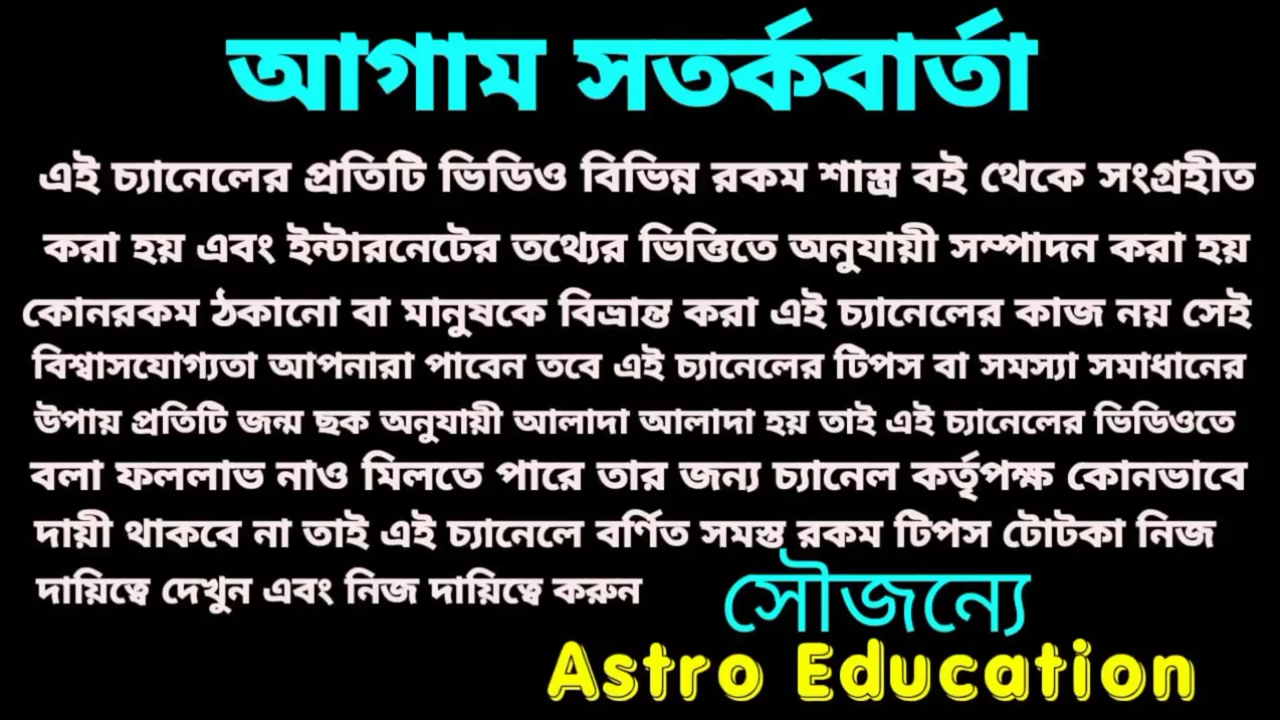 আগাম সতর্কবার্তা
এই চ্যানেলের প্রতিটি ভিডিও বিভিন্ন রকম শাস্ত্র বই থেকে সংগ্রহীত
করা হয় এবং ইন্টারনেটের তথ্যের ভিত্তিতে অনুযায়ী সম্পাদন করা হয়
কোনরকম ঠকানো বা মানুষকে বিভ্রান্ত করা এই চ্যানেলের কাজ নয় সেই
বিশ্বাসযোগ্যতা আপনারা পাবেন তবে এই চ্যানেলের টিপস বা সমস্যা সমাধানের
উপায় প্রতিটি জন্ম ছক অনুযায়ী আলাদা আলাদা হয় তাই এই চ্যানেলের ভিডিওতে
বলা ফললাভ নাও মিলতে পারে তার জন্য চ্যানেল কর্তৃপক্ষ কোনভাবে
দায়ী থাকবে না তাই এই চ্যানেলে বর্ণিত সমস্ত রকম টিপস টোটকা নিজ
দায়িত্বে দেখুন এবং নিজ দায়িত্বে করুন
সৌজন্যে
Astro Education